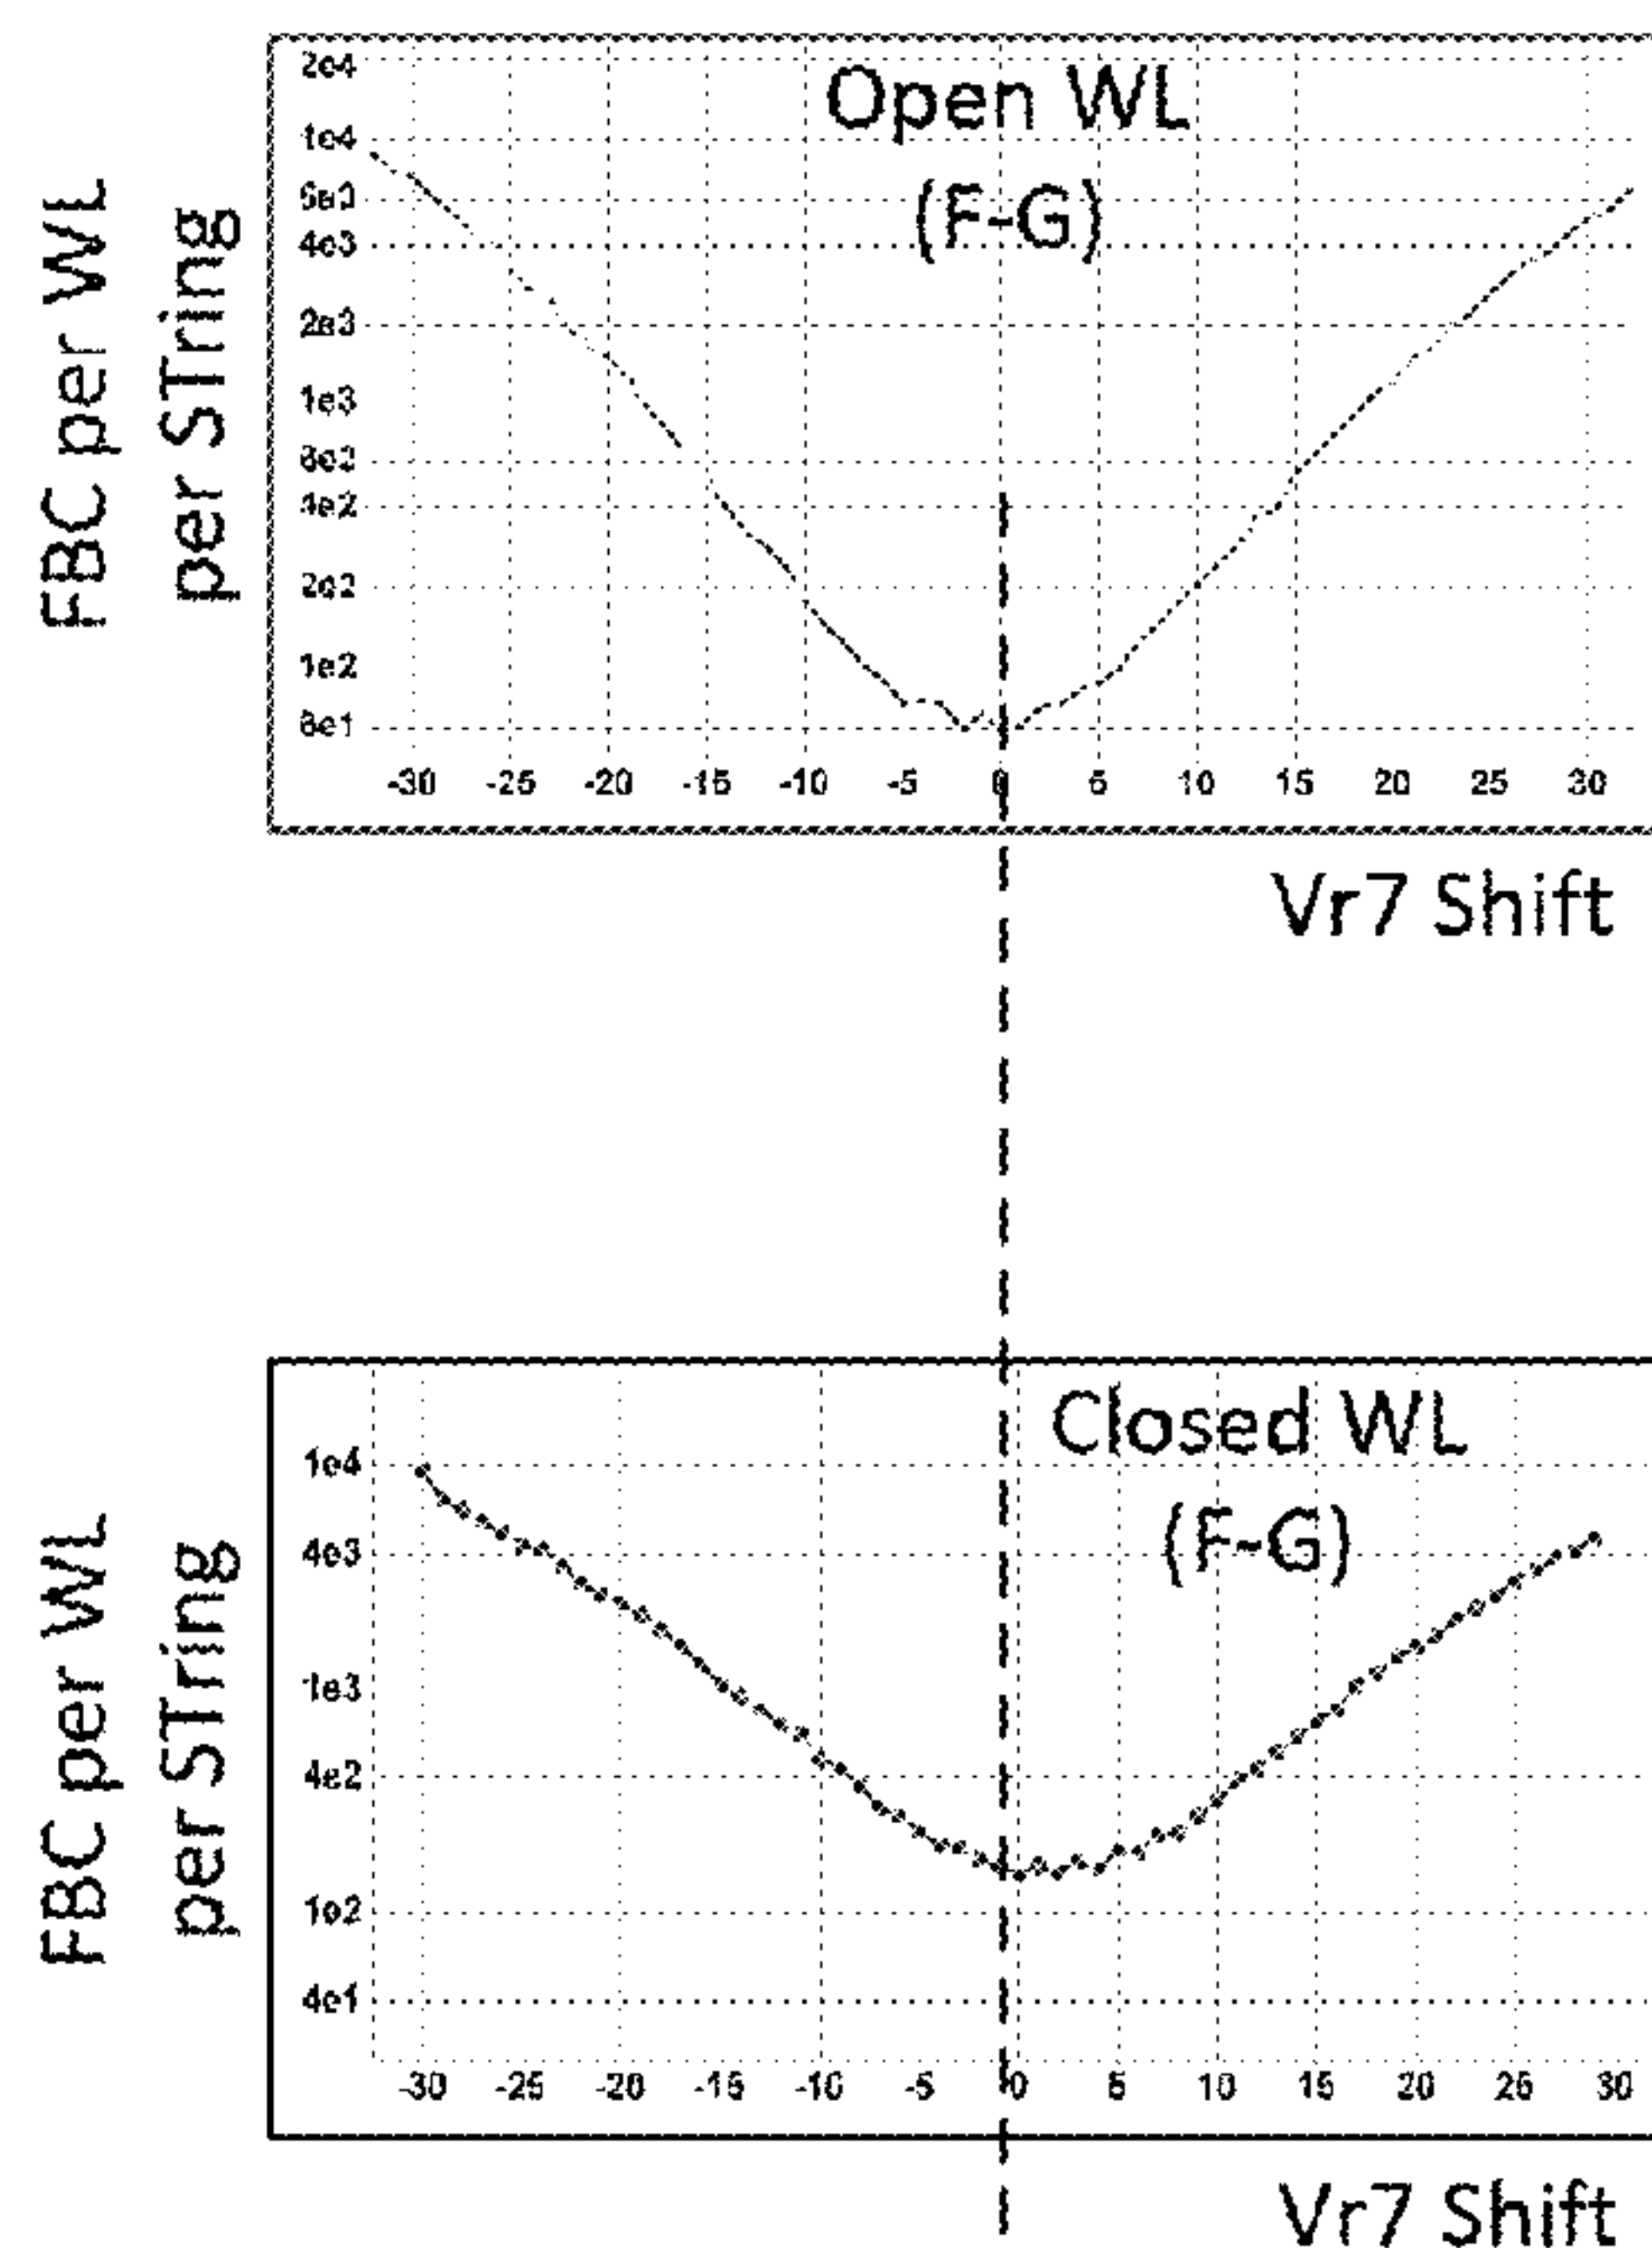 FBC per WL
per STring
Open WL
(F-G)
2e4
1e4
6e3
4e3
2e3
1e3
6e2
4e2
2e2
1e2
6e1
-30 -25 -20 -15 -10 -5 0 5 10 15 20 25 30
Vr7 Shift
FBC per WL
per STring
Closed WL
(F-G)
1e4
4e3
1e3
4e2
1e2
4e1
-30 -25 -20 -15 -10 -5 0 5 10 15 20 25 30
Vr7 Shift